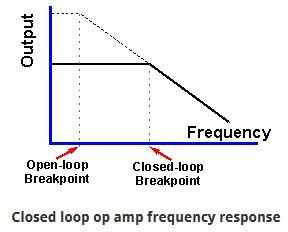 Output
Frequency
Open-loop
Breakpoint
Closed-loop
Breakpoint
Closed loop op amp frequency response